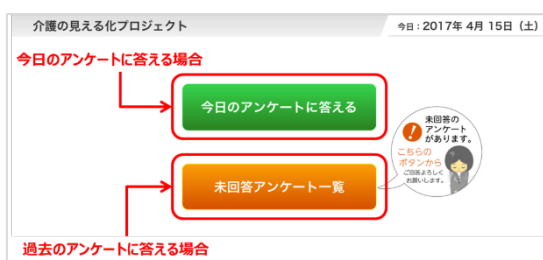 介護の見える化プロジェクト
今日：2017年 4月 15日（土）
今日のアンケートに答える場合
今日のアンケートに答える
未回答の
アンケート
があります。
こちらの
ボタンから
ご回答よろしく
お願いします。
未回答アンケート一覧
過去のアンケートに答える場合